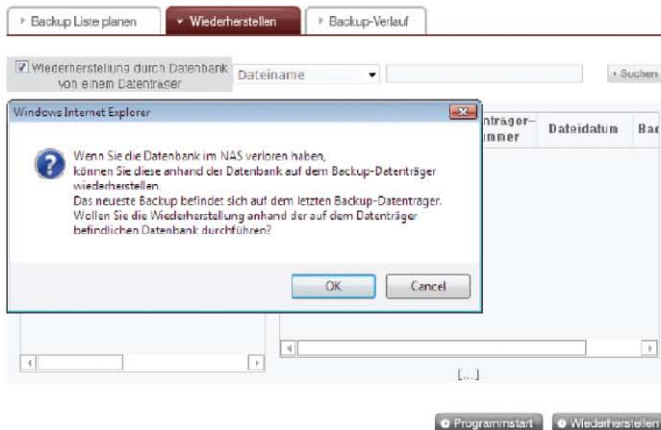 Backup Liste planen
Wiederherstellen
Backup-Verlauf
Wiederherstellung durch Datenbank
von einem Datenträger
Dateiname
Suchen
Windows Internet Explorer
nträger-
Dateidatum
Bac
ummer
Wenn Sie die Datenbank im NAS verloren haben,
können Sie diese anhand der Datenbank auf dem Backup-Datenträger
wiederherstellen.
Das neueste Backup befindet sich auf dem letzten Backup-Datenträger.
Wollen Sie die Wiederherstellung anhand der auf dem Datenträger
befindlichen Datenbank durchführen?
OK
Cancel
[...]
Programmstart
Wiederherstellen